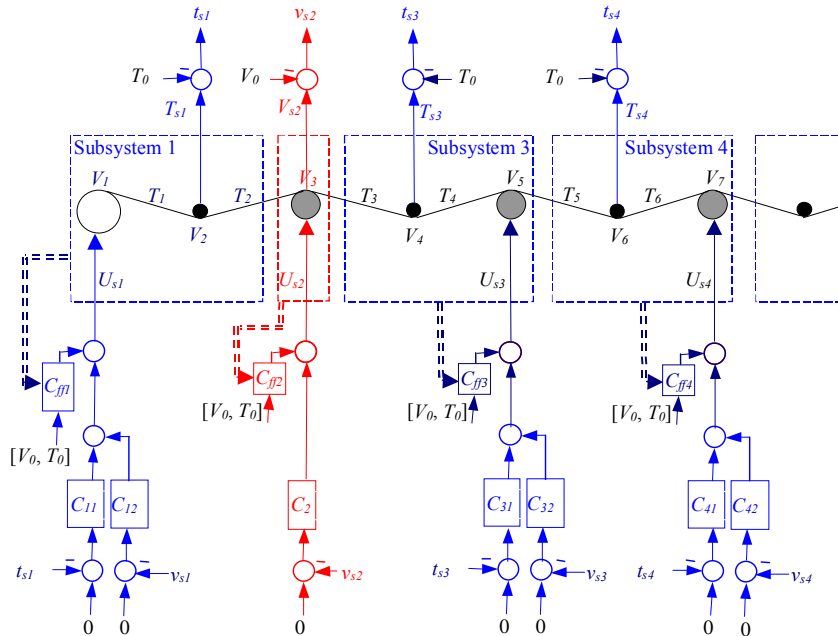 ts1 vs2 ts3 ts4
T0 V0 T0 T0
Ts1 Vs2 Ts3 Ts4
Subsystem 1 Subsystem 3 Subsystem 4
V1 T1 T2 V3 T3 T4 V5 T5 T6 V7
V2 V4 V6
Us1 Us2 Us3 Us4
Cff1 Cff2 Cff3 Cff4
[V0, T0] [V0, T0] [V0, T0]
[V0, T0]
C11 C12 C2 C31 C32 C41 C42
ts1 vs1 vs2 ts3 vs3 ts4 vs4
0 0 0 0 0 0 0